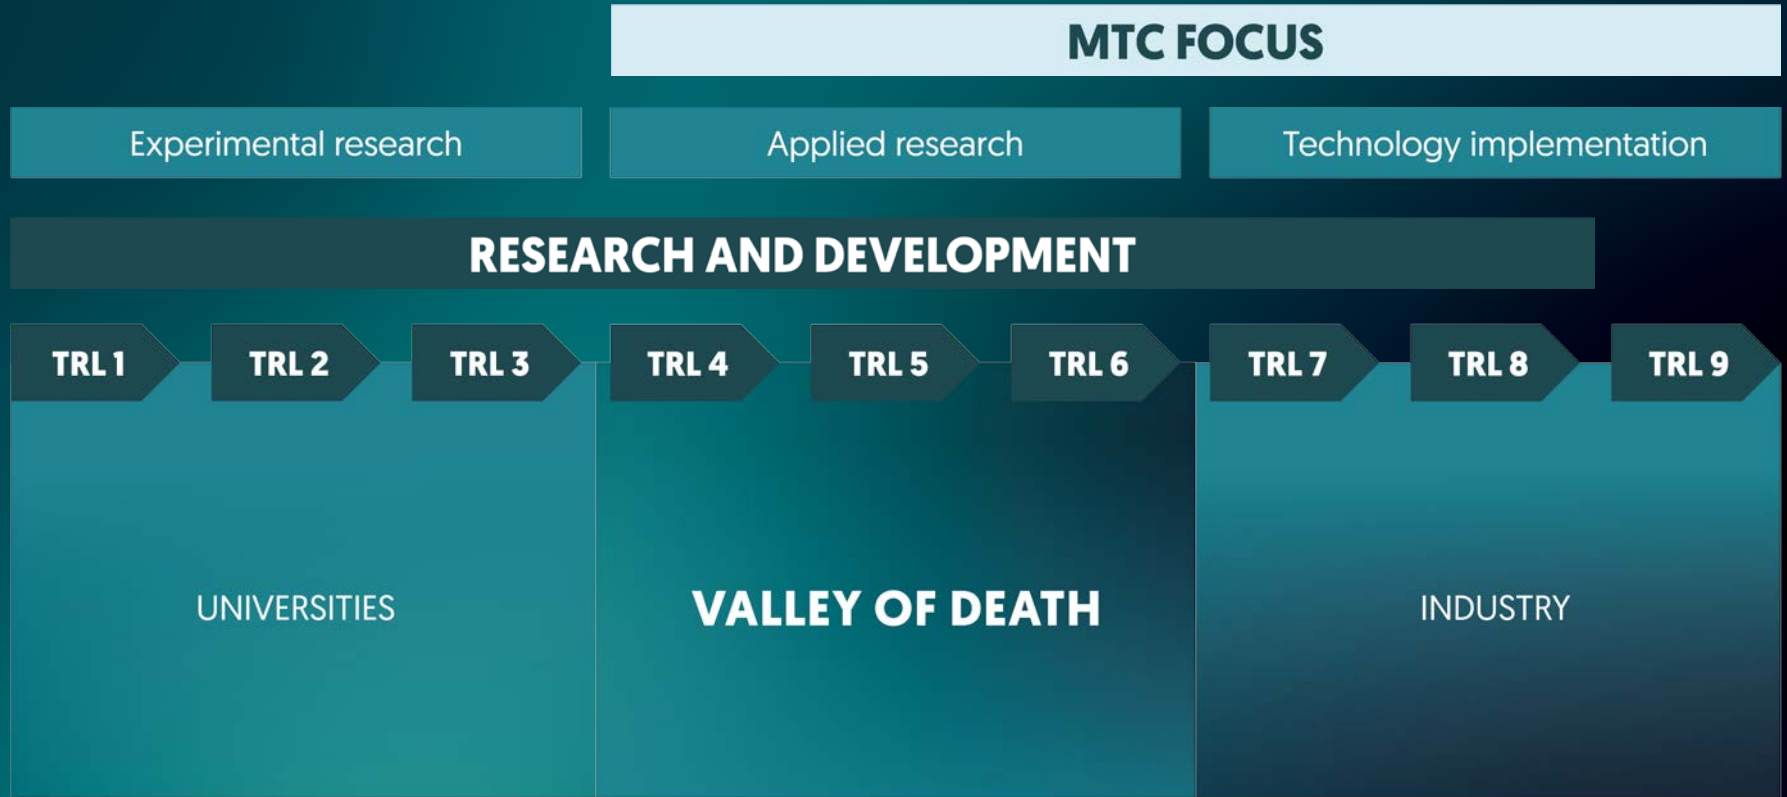 MTC FOCUS
Experimental research
Applied research
Technology implementation
RESEARCH AND DEVELOPMENT
TRL 1
TRL 2
TRL 3
TRL 4
TRL 5
TRL 6
TRL 7
TRL 8
TRL 9
UNIVERSITIES
VALLEY OF DEATH
INDUSTRY